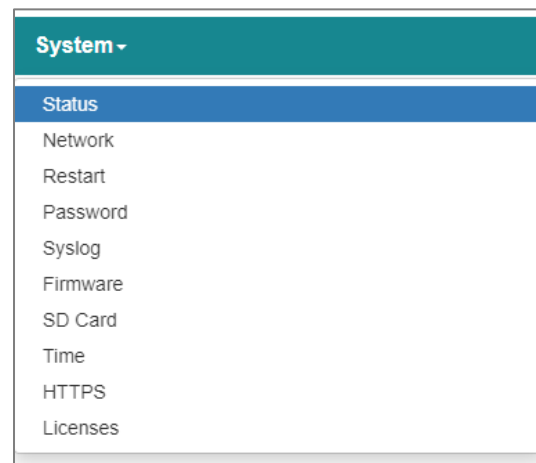 System
Status
Network
Restart
Password
Syslog
Firmware
SD Card
Time
HTTPS
Licenses